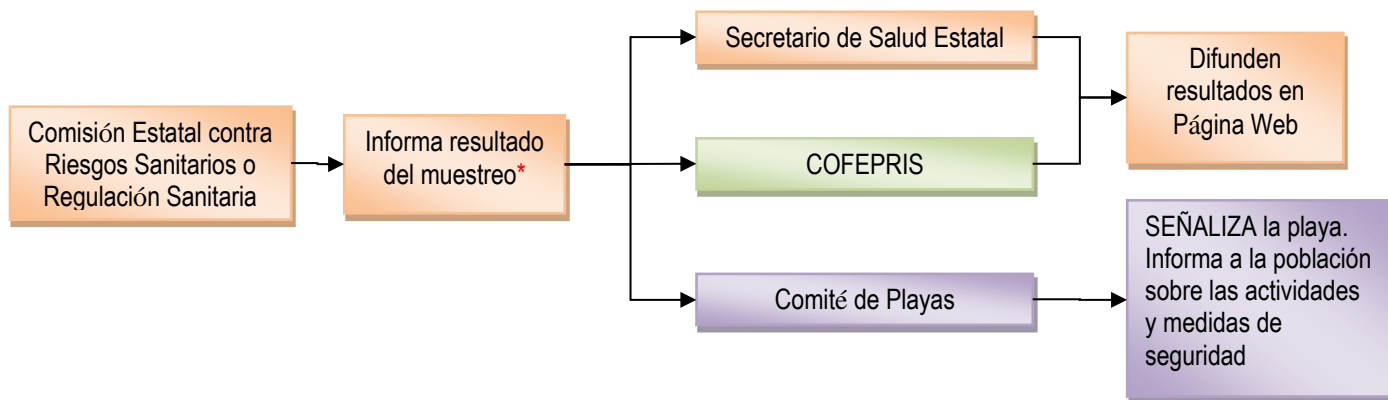 Comisión Estatal contra
Riesgos Sanitarios o
Regulación Sanitaria
Informa resultado
del muestreo*
Secretario de Salud Estatal
COFEPRIS
Comité de Playas
Difunden
resultados en
Página Web
SEÑALIZA la playa.
Informa a la población
sobre las actividades
y medidas de
seguridad